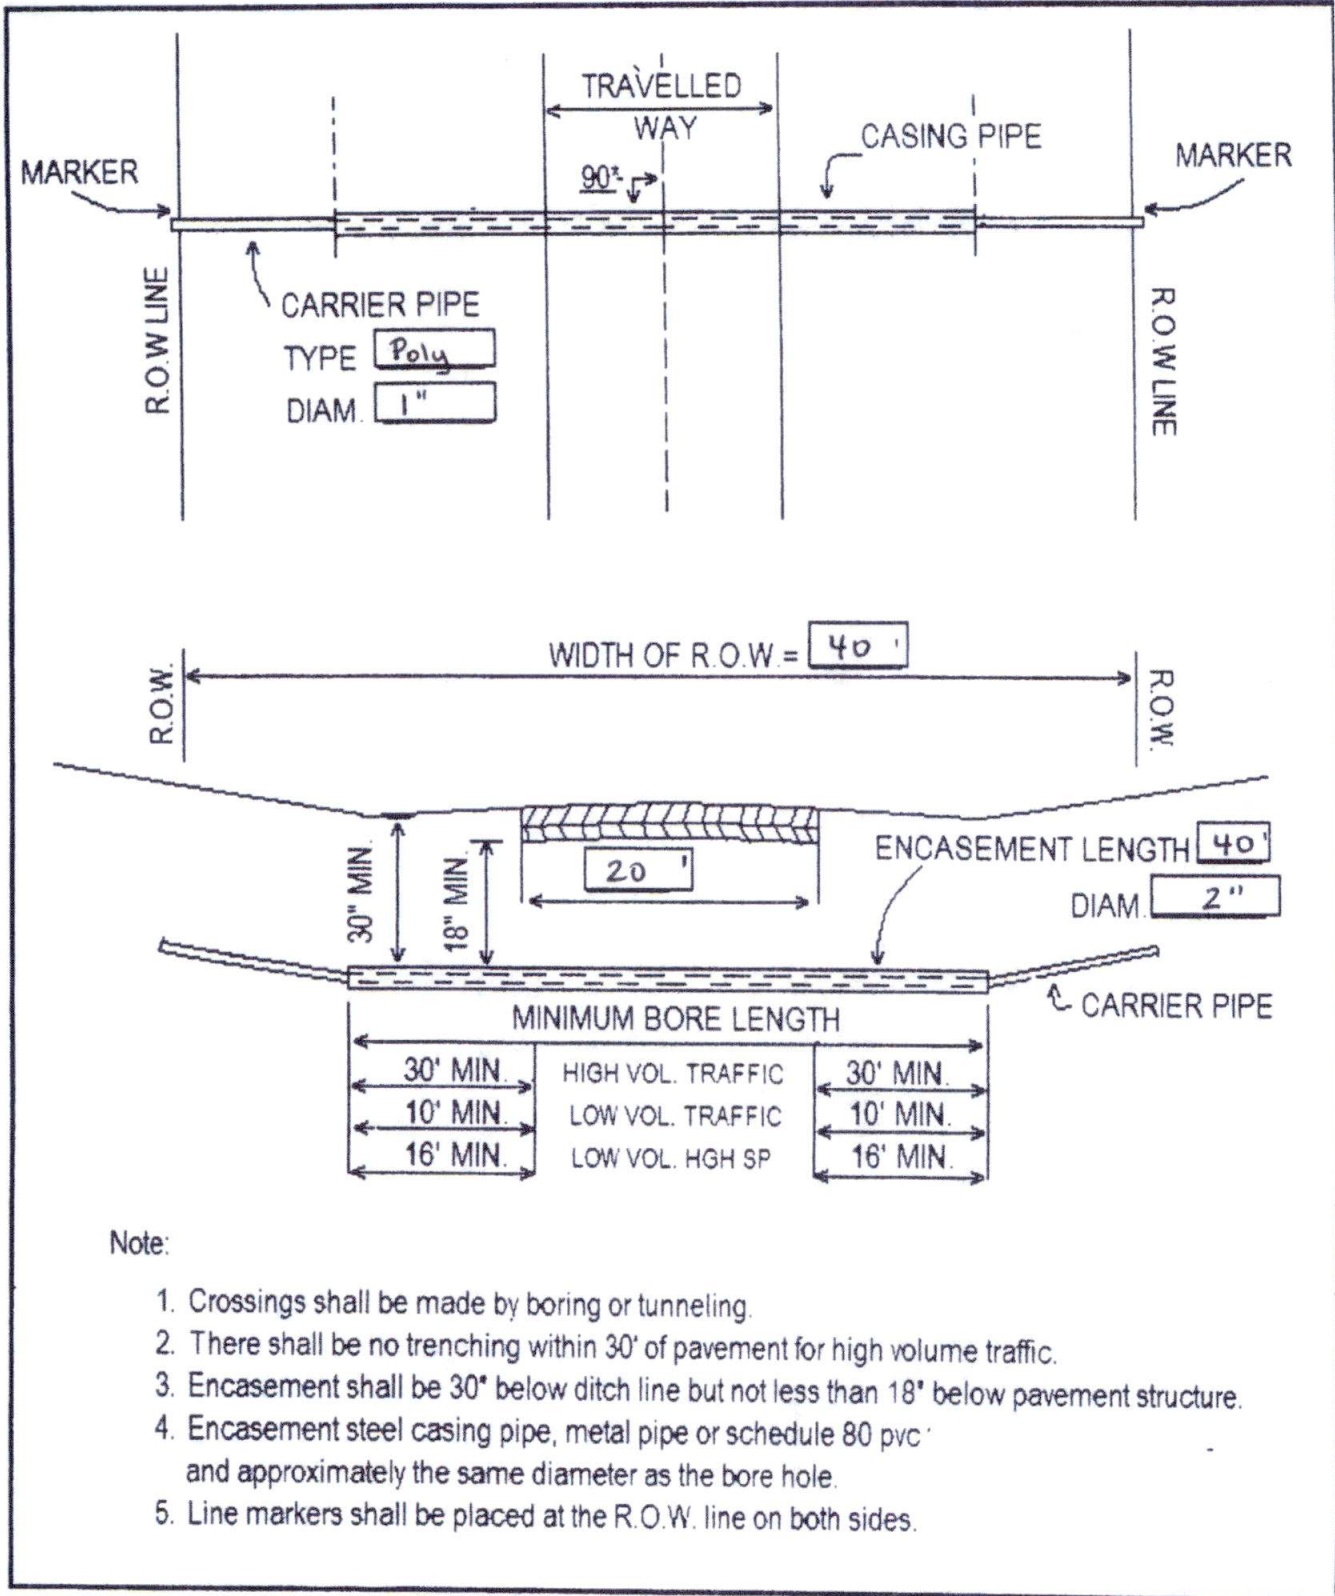 TRAVELLED
WAY
CASING PIPE
MARKER
MARKER
90°
R.O.W LINE
CARRIER PIPE
TYPE Poly
DIAM. 1"
R.O.W LINE
WIDTH OF R.O.W. = 40 '
R.O.W.
R.O.W.
30" MIN.
18" MIN.
20 '
ENCASEMENT LENGTH 40'
DIAM. 2"
CARRIER PIPE
MINIMUM BORE LENGTH
30' MIN. HIGH VOL. TRAFFIC 30' MIN.
10' MIN. LOW VOL. TRAFFIC 10' MIN.
16' MIN. LOW VOL. HGH SP 16' MIN.
Note:
1. Crossings shall be made by boring or tunneling.
2. There shall be no trenching within 30' of pavement for high volume traffic.
3. Encasement shall be 30" below ditch line but not less than 18" below pavement structure.
4. Encasement steel casing pipe, metal pipe or schedule 80 pvc
and approximately the same diameter as the bore hole.
5. Line markers shall be placed at the R.O.W. line on both sides.